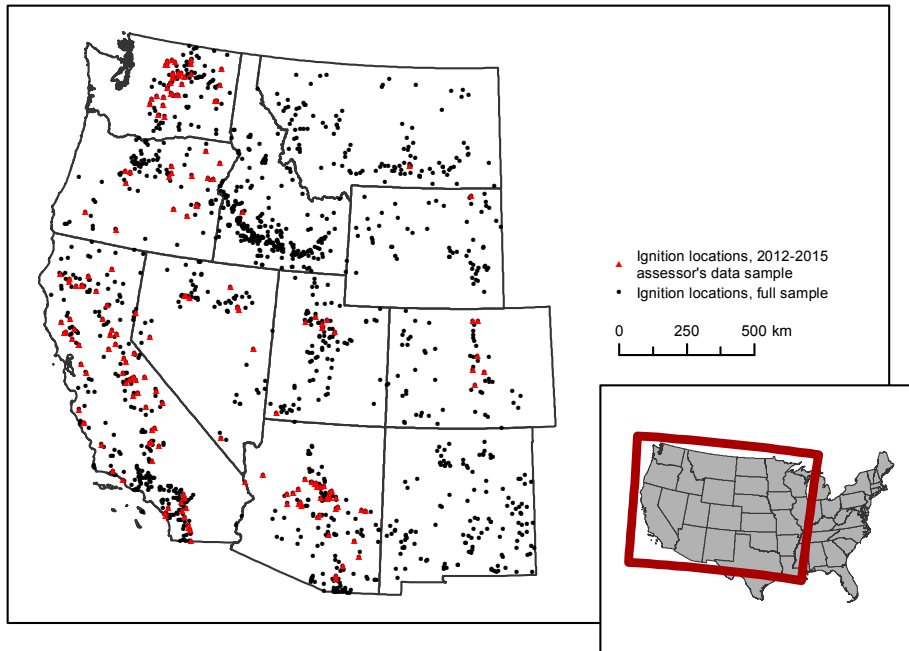 Ignition locations, 2012-2015
assessor's data sample
Ignition locations, full sample
0 250 500 km